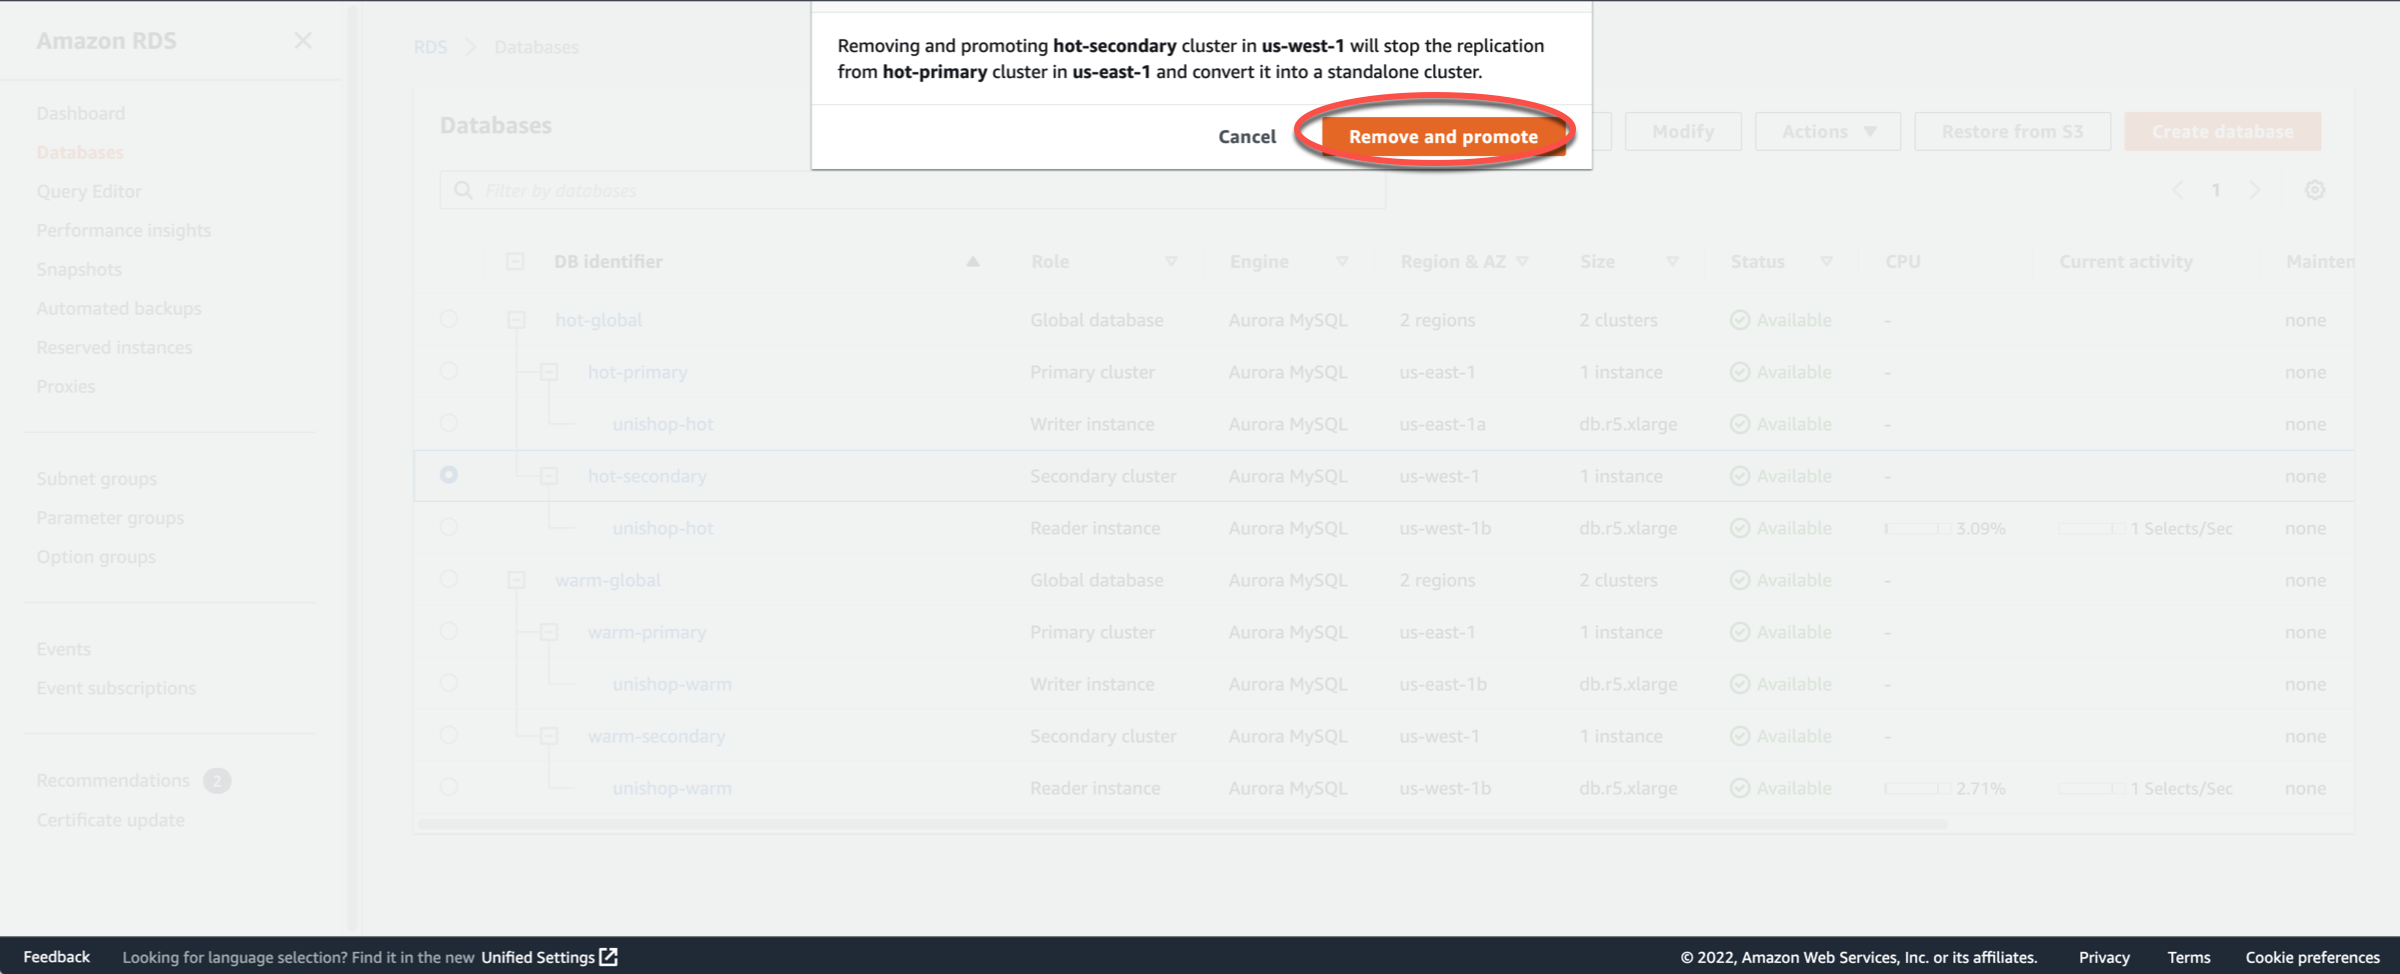 Removing and promoting hot-secondary cluster in us-west-1 will stop the replication
from hot-primary cluster in us-east-1 and convert it into a standalone cluster.
Cancel Remove and promote
Amazon RDS
Dashboard
Databases
Query Editor
Performance insights
Snapshots
Automated backups
Reserved instances
Proxies
Subnet groups
Parameter groups
Option groups
Events
Event subscriptions
Recommendations 2
Certificate update
RDS Databases
Databases Modify Actions Restore from S3 Create database
Filter by databases 1
DB identifier Role Engine Region & AZ Size Status CPU Current activity Mainten
hot-global Global database Aurora MySQL 2 regions 2 clusters Available - none
hot-primary Primary cluster Aurora MySQL us-east-1 1 instance Available - none
unishop-hot Writer instance Aurora MySQL us-east-1a db.r5.xlarge Available - none
hot-secondary Secondary cluster Aurora MySQL us-west-1 1 instance Available - none
unishop-hot Reader instance Aurora MySQL us-west-1b db.r5.xlarge Available 3.09% 1 Selects/Sec none
warm-global Global database Aurora MySQL 2 regions 2 clusters Available - none
warm-primary Primary cluster Aurora MySQL us-east-1 1 instance Available - none
unishop-warm Writer instance Aurora MySQL us-east-1b db.r5.xlarge Available - none
warm-secondary Secondary cluster Aurora MySQL us-west-1 1 instance Available - none
unishop-warm Reader instance Aurora MySQL us-west-1b db.r5.xlarge Available 2.71% 1 Selects/Sec none
Feedback Looking for language selection? Find it in the new Unified Settings © 2022, Amazon Web Services, Inc. or its affiliates. Privacy Terms Cookie preferences